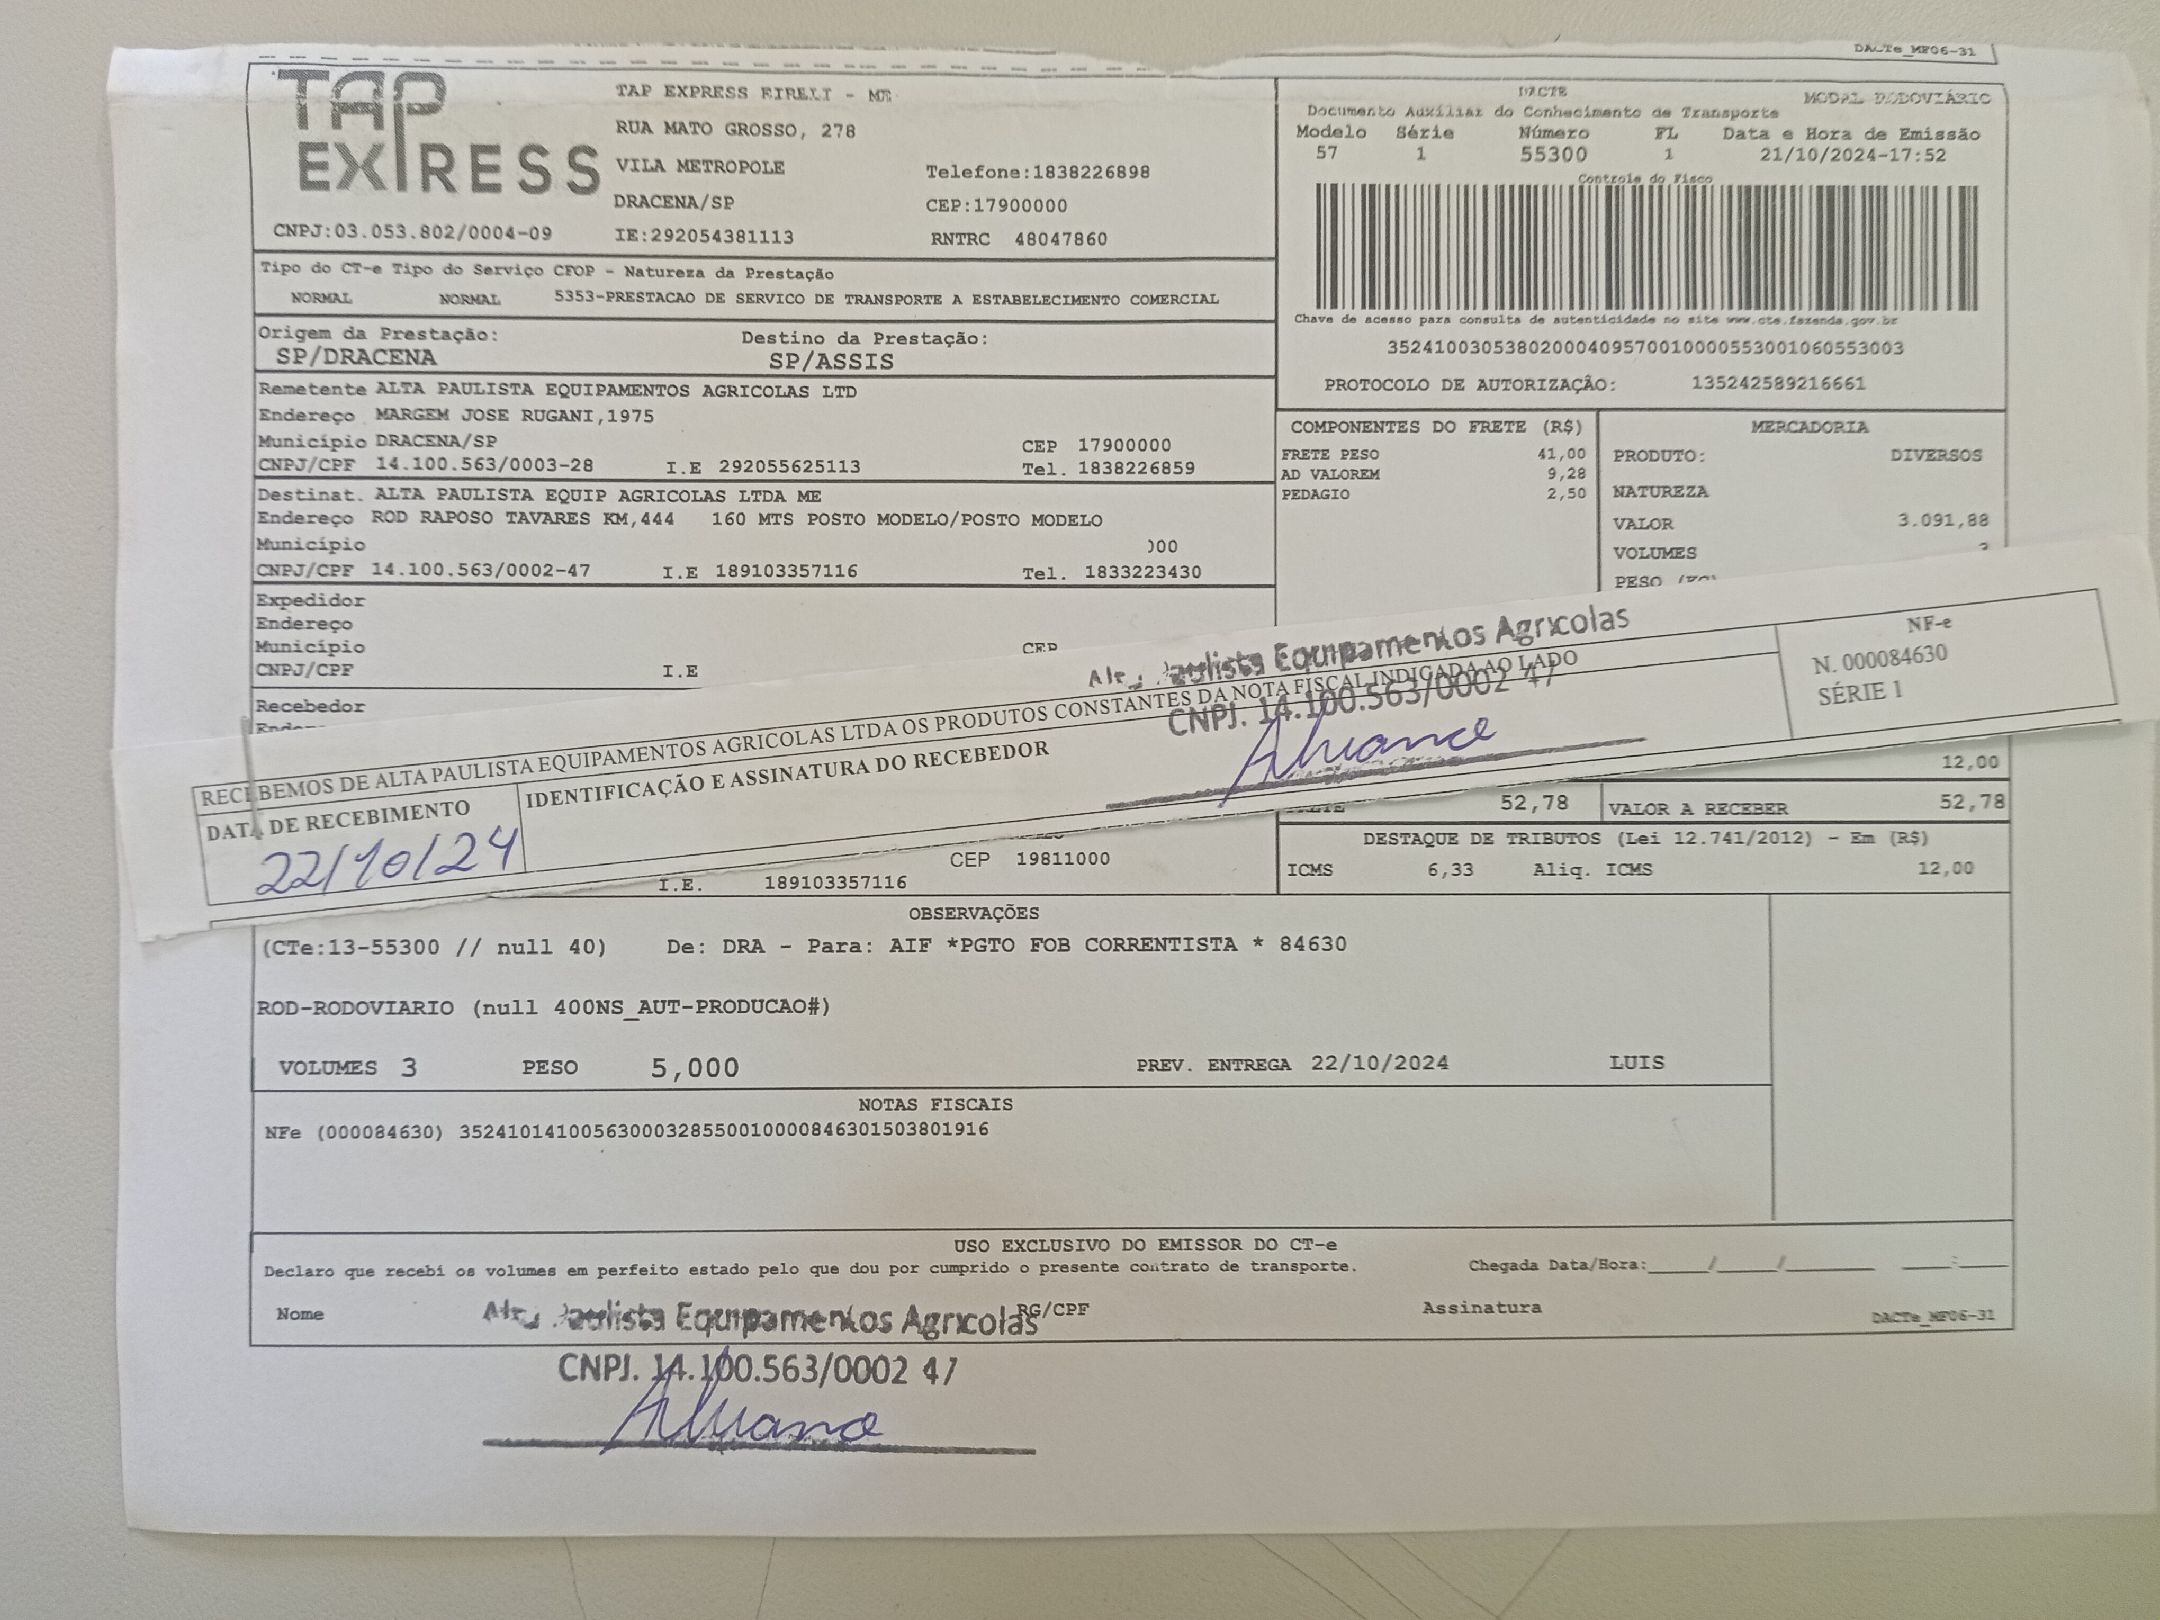 DACTe_MF06-31
TAP
EXPRESS
TAP EXPRESS EIRELI - ME
RUA MATO GROSSO, 278
VILA METROPOLE
Telefone:1838226898
DRACENA/SP
CEP:17900000
CNPJ:03.053.802/0004-09
IE:292054381113
RNTRC 48047860
DACTE
MODAL RODOVIÁRIO
Documento Auxiliar do Conhecimento de Transporte
Modelo Série Número FL Data e Hora de Emissão
57 1 55300 1 21/10/2024-17:52
Controle do Fisco
Chave de acesso para consulta de autenticidade no site www.cte.fazenda.gov.br
35241003053802000409570010000553001060553003
PROTOCOLO DE AUTORIZAÇÃO: 135242589216661
Tipo do CT-e Tipo do Serviço CFOP - Natureza da Prestação
NORMAL NORMAL 5353-PRESTACAO DE SERVICO DE TRANSPORTE A ESTABELECIMENTO COMERCIAL
Origem da Prestação: Destino da Prestação:
SP/DRACENA SP/ASSIS
Remetente ALTA PAULISTA EQUIPAMENTOS AGRICOLAS LTD
Endereço MARGEM JOSE RUGANI,1975
Município DRACENA/SP CEP 17900000
CNPJ/CPF 14.100.563/0003-28 I.E 292055625113 Tel. 1838226859
Destinat. ALTA PAULISTA EQUIP AGRICOLAS LTDA ME
Endereço ROD RAPOSO TAVARES KM,444 160 MTS POSTO MODELO/POSTO MODELO
Município 000
CNPJ/CPF 14.100.563/0002-47 I.E 189103357116 Tel. 1833223430
Expedidor
Endereço
Município CEP
CNPJ/CPF I.E
Recebedor
COMPONENTES DO FRETE (R$)
FRETE PESO 41,00
AD VALOREM 9,28
PEDAGIO 2,50
MERCADORIA
PRODUTO: DIVERSOS
NATUREZA
VALOR 3.091,88
VOLUMES
PESO
RECEBEMOS DE ALTA PAULISTA EQUIPAMENTOS AGRICOLAS LTDA OS PRODUTOS CONSTANTES DA NOTA FISCAL INDICADA AO LADO
DATA DE RECEBIMENTO
22/10/24
IDENTIFICAÇÃO E ASSINATURA DO RECEBEDOR
Paulista Equipamentos Agricolas
CNPJ. 14.100.563/0002 47
NF-e
N. 000084630
SÉRIE 1
12,00
52,78 VALOR A RECEBER 52,78
DESTAQUE DE TRIBUTOS (Lei 12.741/2012) - Em (R$)
ICMS 6,33 Aliq. ICMS 12,00
CEP 19811000
I.E. 189103357116
OBSERVAÇÕES
(CTe:13-55300 // null 40) De: DRA - Para: AIF *PGTO FOB CORRENTISTA * 84630
ROD-RODOVIARIO (null 400NS_AUT-PRODUCAO#)
VOLUMES 3 PESO 5,000 PREV. ENTREGA 22/10/2024 LUIS
NOTAS FISCAIS
NFe (000084630) 35241014100563000328550010000846301503801916
USO EXCLUSIVO DO EMISSOR DO CT-e
Declaro que recebi os volumes em perfeito estado pelo que dou por cumprido o presente contrato de transporte.
Chegada Data/Hora:____/____/______ ___:___
Nome RG/CPF Assinatura
DACTe_MF06-31
Paulista Equipamentos Agricolas
CNPJ. 14.100.563/0002 47